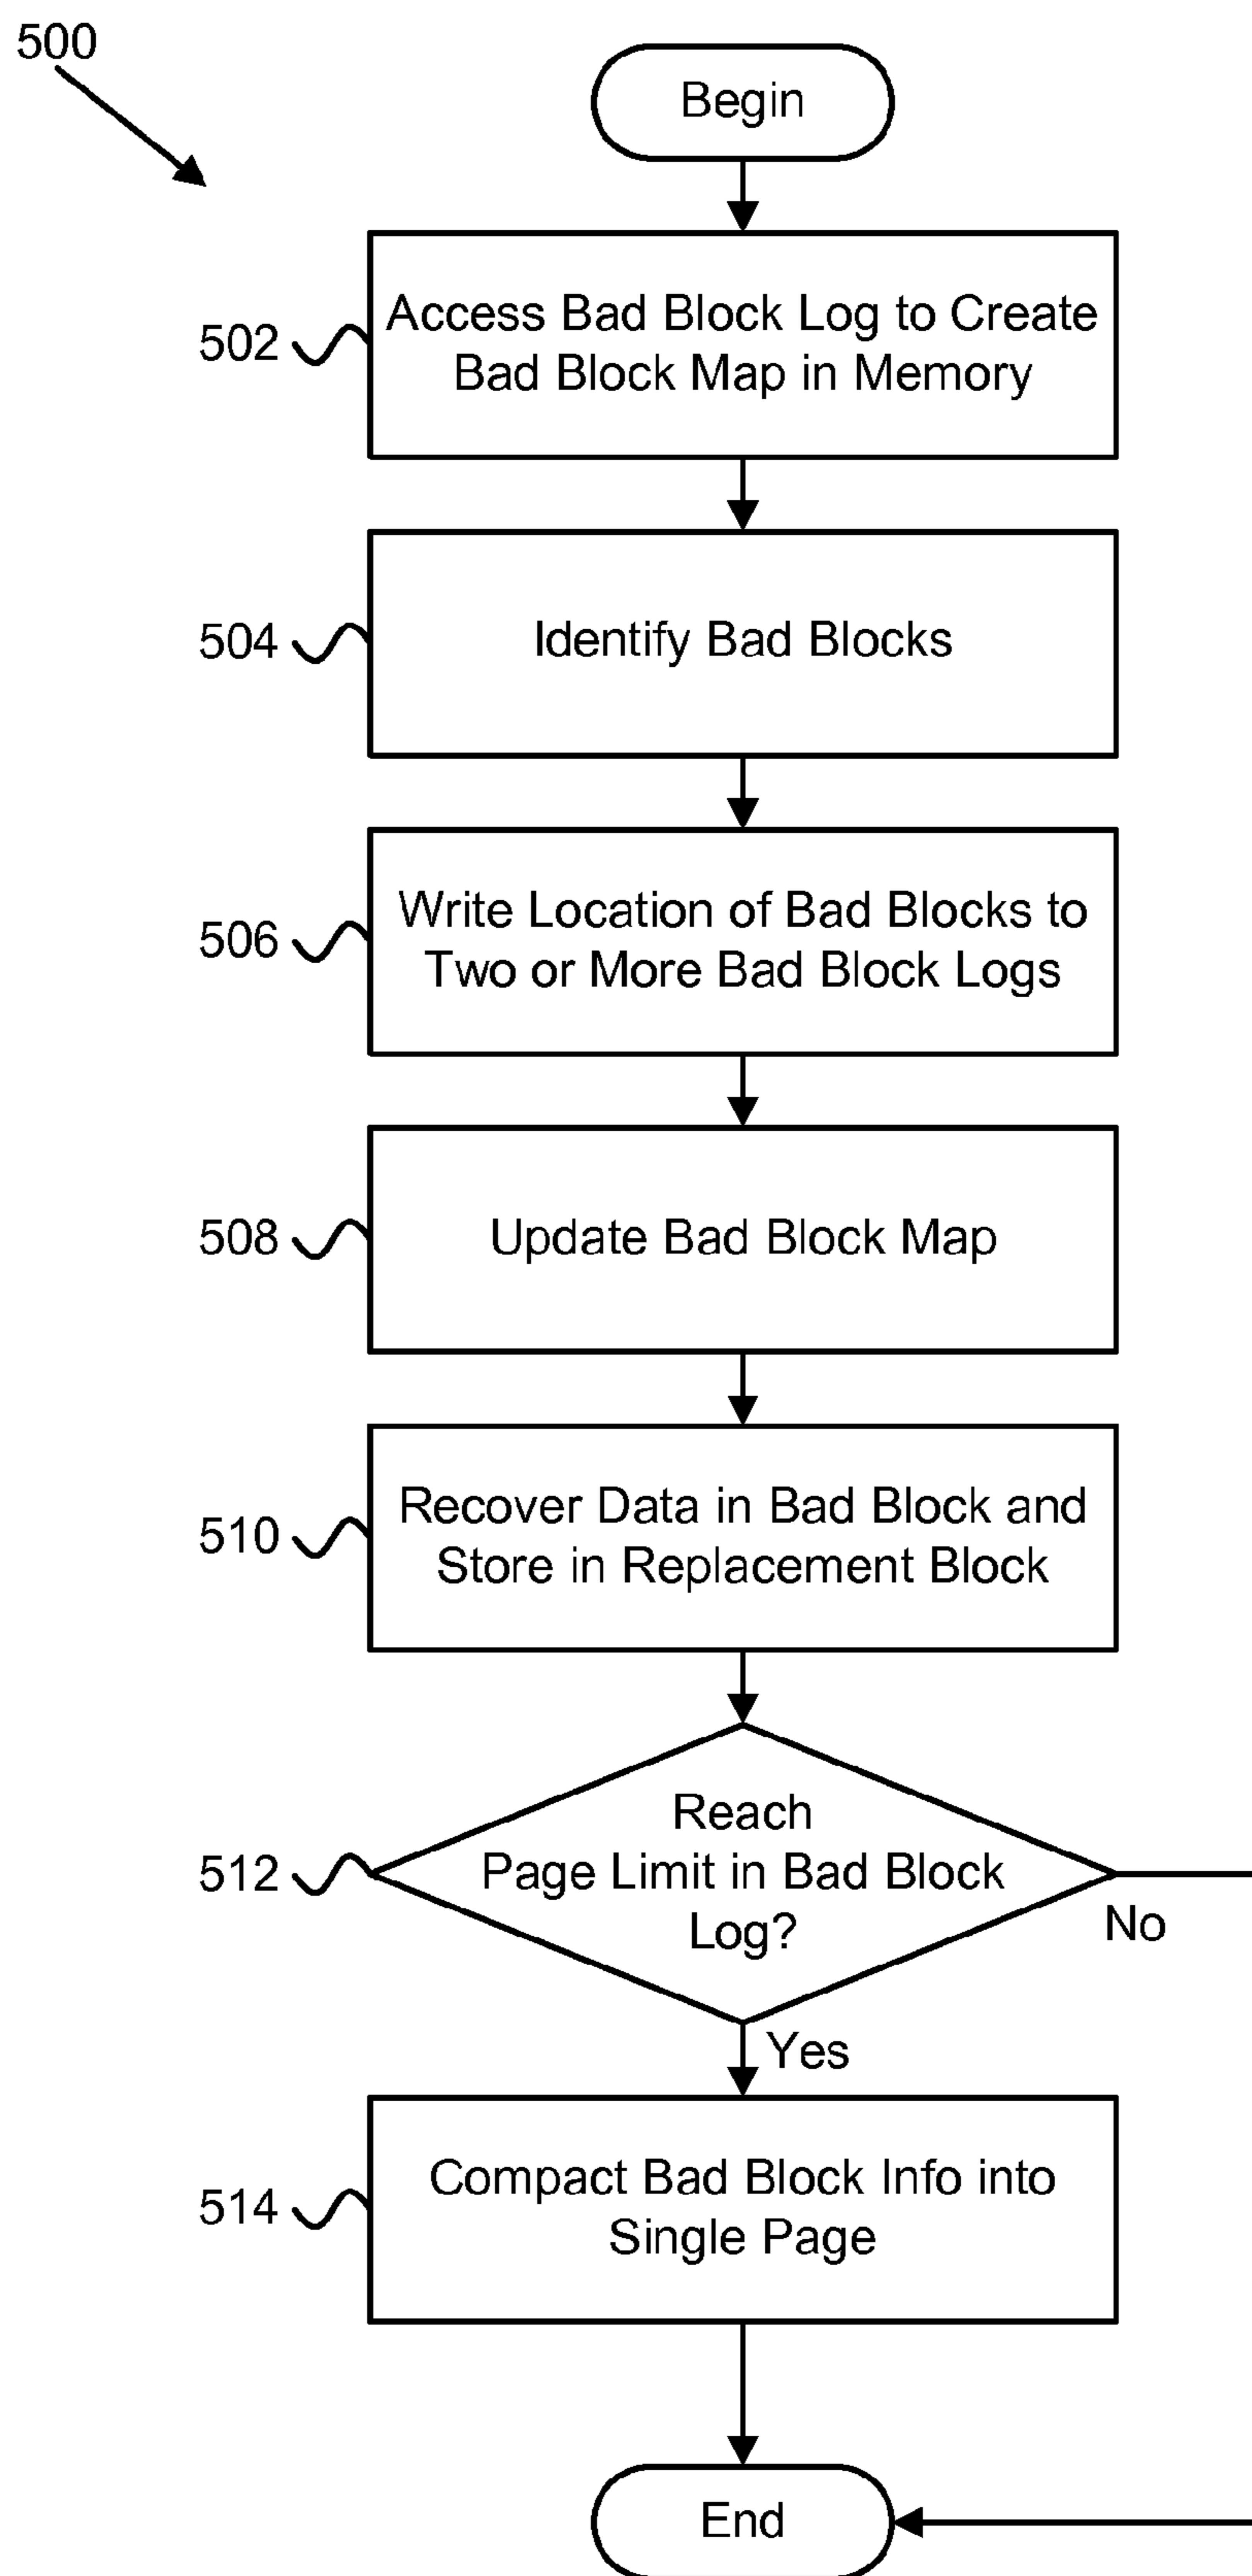 500
Begin
502
Access Bad Block Log to Create
Bad Block Map in Memory
504
Identify Bad Blocks
506
Write Location of Bad Blocks to
Two or More Bad Block Logs
508
Update Bad Block Map
510
Recover Data in Bad Block and
Store in Replacement Block
512
Reach
Page Limit in Bad Block
Log?
No
Yes
514
Compact Bad Block Info into
Single Page
End